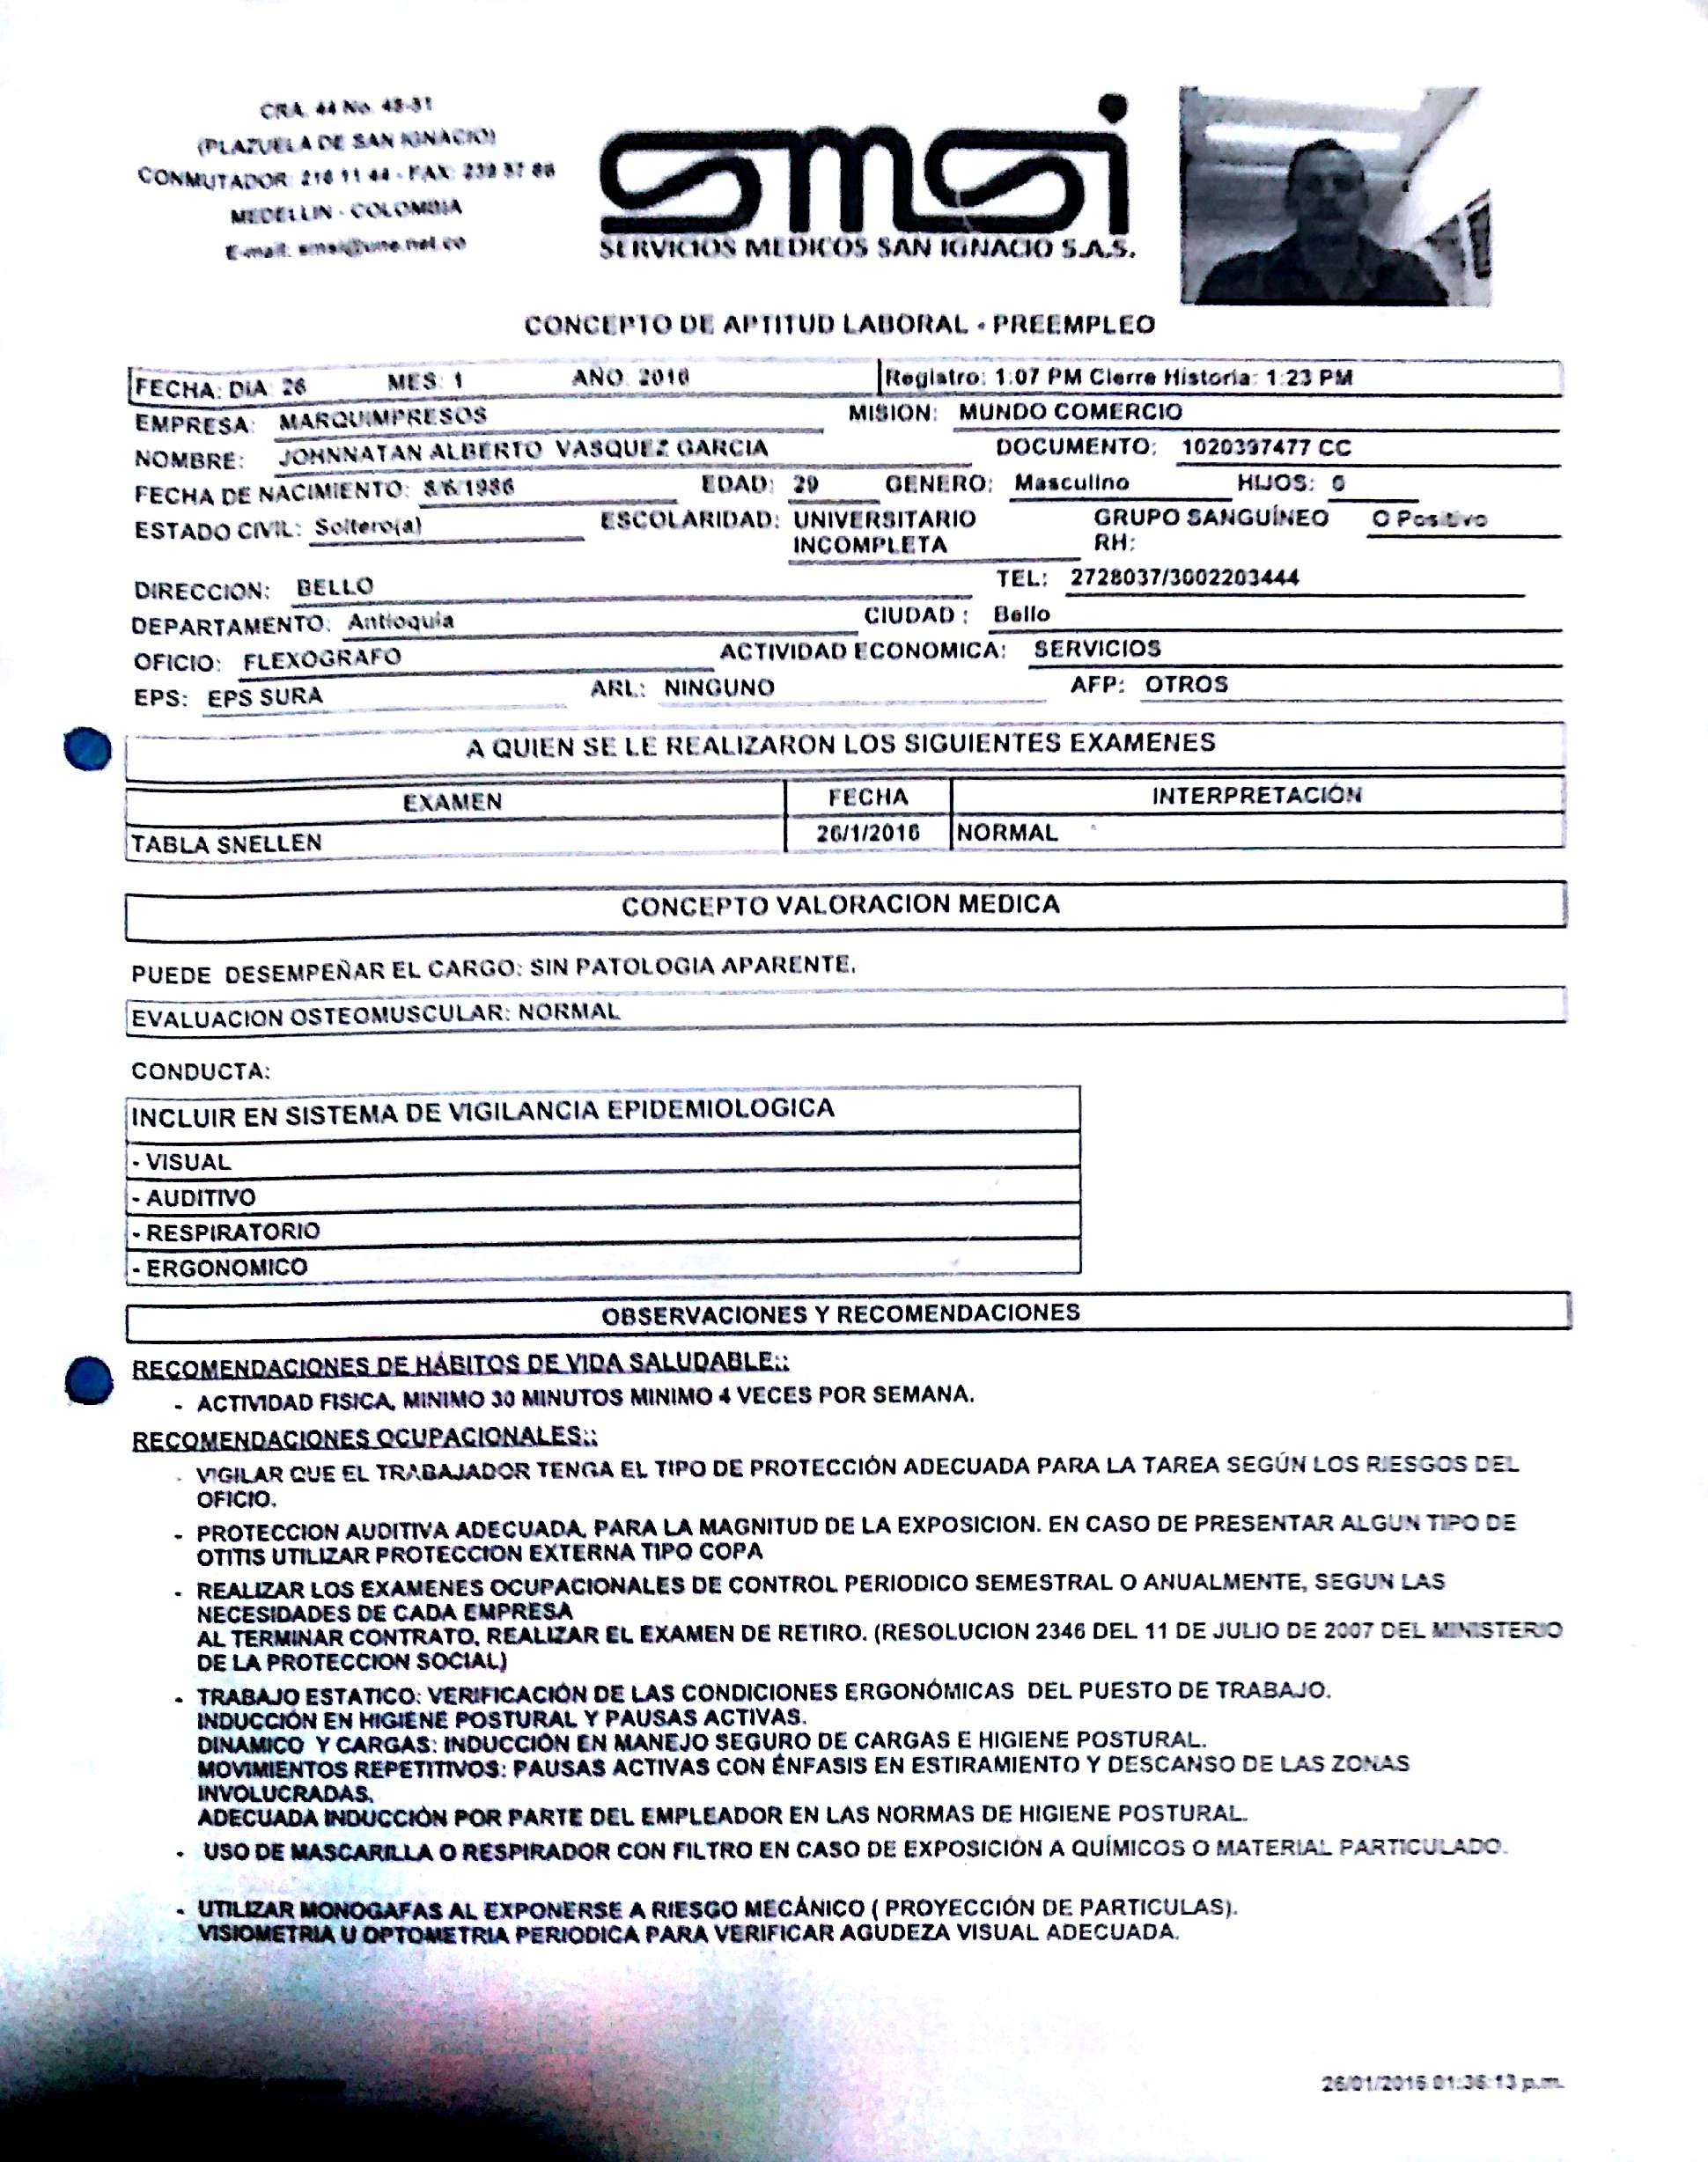 CRA. 44 No. 48-31
(PLAZUELA DE SAN IGNACIO)
CONMUTADOR: 216 11 44 - FAX: 239 37 86
MEDELLIN - COLOMBIA
E-mail: smsi@une.net.co
smsi
SERVICIOS MEDICOS SAN IGNACIO S.A.S.
CONCEPTO DE APTITUD LABORAL - PREEMPLEO
FECHA: DIA: 26 MES: 1 AÑO: 2016 Registro: 1:07 PM Cierre Historia: 1:23 PM
EMPRESA: MARQUIMPRESOS MISION: MUNDO COMERCIO
NOMBRE: JOHNNATAN ALBERTO VASQUEZ GARCIA DOCUMENTO: 1020397477 CC
FECHA DE NACIMIENTO: 8/6/1986 EDAD: 29 GENERO: Masculino HIJOS: 0
ESTADO CIVIL: Soltero(a) ESCOLARIDAD: UNIVERSITARIO GRUPO SANGUÍNEO O Positivo
INCOMPLETA RH:
DIRECCION: BELLO TEL: 2728037/3002203444
DEPARTAMENTO: Antioquia CIUDAD : Bello
OFICIO: FLEXOGRAFO ACTIVIDAD ECONOMICA: SERVICIOS
EPS: EPS SURA ARL: NINGUNO AFP: OTROS
A QUIEN SE LE REALIZARON LOS SIGUIENTES EXAMENES
EXAMEN FECHA INTERPRETACIÓN
TABLA SNELLEN 26/1/2016 NORMAL
CONCEPTO VALORACION MEDICA
PUEDE DESEMPEÑAR EL CARGO: SIN PATOLOGIA APARENTE.
EVALUACION OSTEOMUSCULAR: NORMAL
CONDUCTA:
INCLUIR EN SISTEMA DE VIGILANCIA EPIDEMIOLOGICA
- VISUAL
- AUDITIVO
- RESPIRATORIO
- ERGONOMICO
OBSERVACIONES Y RECOMENDACIONES
RECOMENDACIONES DE HÁBITOS DE VIDA SALUDABLE::
- ACTIVIDAD FISICA, MINIMO 30 MINUTOS MINIMO 4 VECES POR SEMANA.
RECOMENDACIONES OCUPACIONALES::
- VIGILAR QUE EL TRABAJADOR TENGA EL TIPO DE PROTECCIÓN ADECUADA PARA LA TAREA SEGÚN LOS RIESGOS DEL
OFICIO.
- PROTECCION AUDITIVA ADECUADA, PARA LA MAGNITUD DE LA EXPOSICION. EN CASO DE PRESENTAR ALGUN TIPO DE
OTITIS UTILIZAR PROTECCION EXTERNA TIPO COPA
- REALIZAR LOS EXAMENES OCUPACIONALES DE CONTROL PERIODICO SEMESTRAL O ANUALMENTE, SEGUN LAS
NECESIDADES DE CADA EMPRESA
AL TERMINAR CONTRATO, REALIZAR EL EXAMEN DE RETIRO. (RESOLUCION 2346 DEL 11 DE JULIO DE 2007 DEL MINISTERIO
DE LA PROTECCION SOCIAL)
- TRABAJO ESTATICO: VERIFICACIÓN DE LAS CONDICIONES ERGONÓMICAS DEL PUESTO DE TRABAJO.
INDUCCIÓN EN HIGIENE POSTURAL Y PAUSAS ACTIVAS.
DINAMICO Y CARGAS: INDUCCIÓN EN MANEJO SEGURO DE CARGAS E HIGIENE POSTURAL.
MOVIMIENTOS REPETITIVOS: PAUSAS ACTIVAS CON ÉNFASIS EN ESTIRAMIENTO Y DESCANSO DE LAS ZONAS
INVOLUCRADAS.
ADECUADA INDUCCIÓN POR PARTE DEL EMPLEADOR EN LAS NORMAS DE HIGIENE POSTURAL.
- USO DE MASCARILLA O RESPIRADOR CON FILTRO EN CASO DE EXPOSICIÓN A QUÍMICOS O MATERIAL PARTICULADO.
- UTILIZAR MONOGAFAS AL EXPONERSE A RIESGO MECÁNICO ( PROYECCIÓN DE PARTICULAS).
VISIOMETRIA U OPTOMETRIA PERIODICA PARA VERIFICAR AGUDEZA VISUAL ADECUADA.
26/01/2016 01:36:13 p.m.